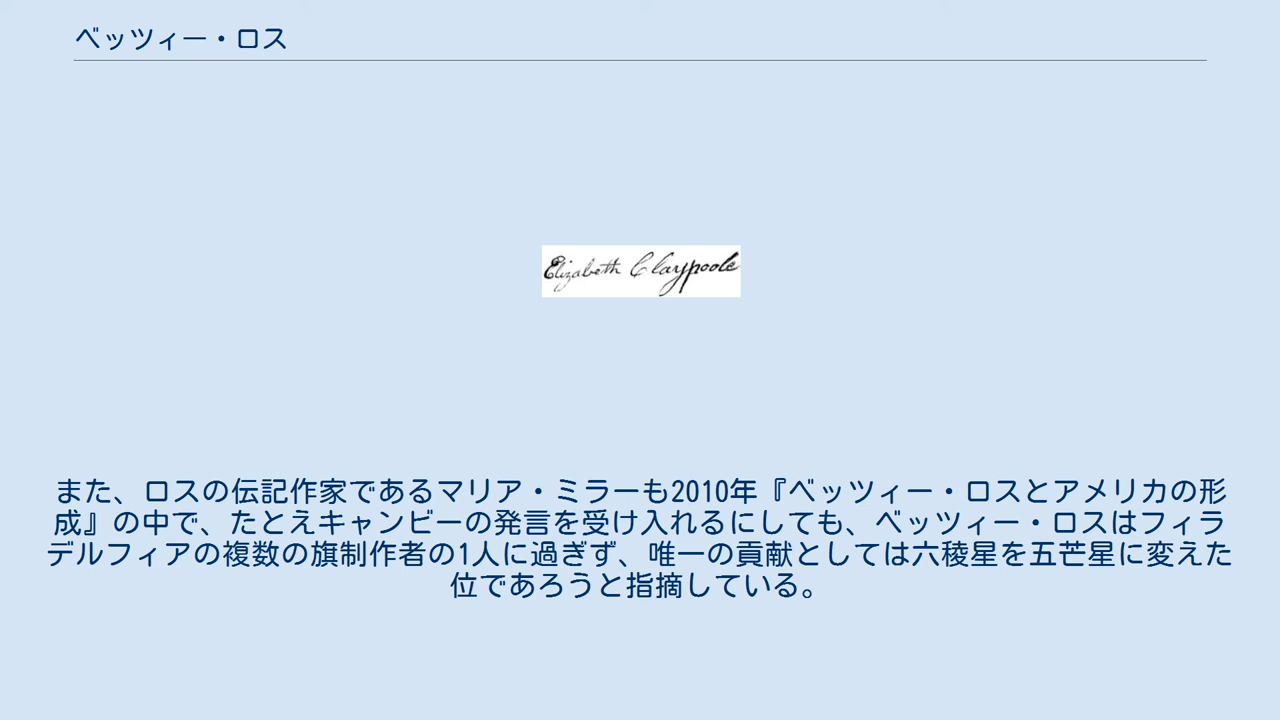 ベッツィー・ロス
Elizabeth Claypoole
また、ロスの伝記作家であるマリア・ミラーも2010年『ベッツィー・ロスとアメリカの形
成』の中で、たとえキャンビーの発言を受け入れるにしても、ベッツィー・ロスはフィラ
デルフィアの複数の旗制作者の1人に過ぎず、唯一の貢献としては六稜星を五芒星に変えた
位であろうと指摘している。